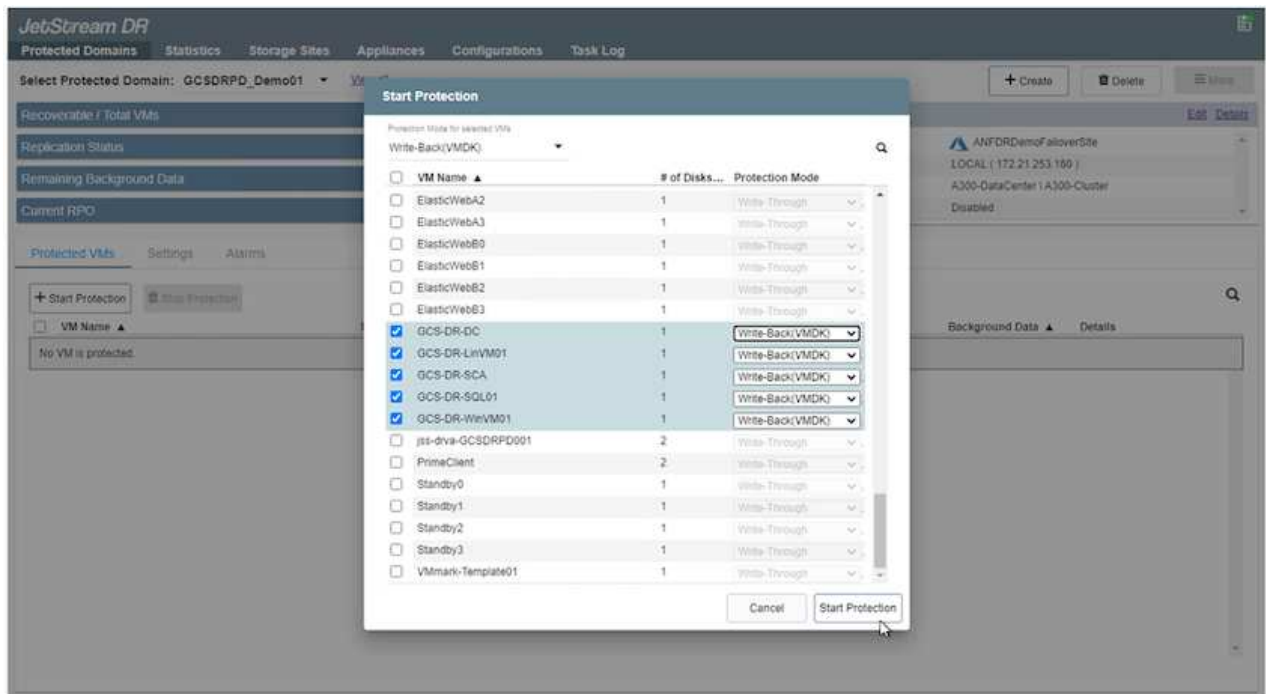 JetStream DR
Protected Domains Statistics Storage Sites Appliances Configurations Task Log
Select Protected Domain: GCSDRPD_Demo01
+ Create Delete
Recoverable / Total VMs Edit Details
Replication Status
Remaining Background Data
Current RPO
ANFDRDemoFailoverSite
LOCAL ( 172.21.253.160 )
A300-DataCenter \ A300-Cluster
Disabled
Protected VMs Settings Alarms
+ Start Protection Stop Protection
VM Name ▲ Background Data ▲ Details
No VM is protected.
Start Protection
Protection Mode for selected VMs
Write-Back(VMDK)
VM Name ▲ # of Disks... Protection Mode
ElasticWebA2 1 Write-Through
ElasticWebA3 1 Write-Through
ElasticWebB0 1 Write-Through
ElasticWebB1 1 Write-Through
ElasticWebB2 1 Write-Through
ElasticWebB3 1 Write-Through
GCS-DR-DC 1 Write-Back(VMDK)
GCS-DR-LinVM01 1 Write-Back(VMDK)
GCS-DR-SCA 1 Write-Back(VMDK)
GCS-DR-SQL01 1 Write-Back(VMDK)
GCS-DR-WinVM01 1 Write-Back(VMDK)
jss-drva-GCSDRPD001 2 Write-Through
PrimeClient 2 Write-Through
Standby0 1 Write-Through
Standby1 1 Write-Through
Standby2 1 Write-Through
Standby3 1 Write-Through
VMmark-Template01 1 Write-Through
Cancel Start Protection